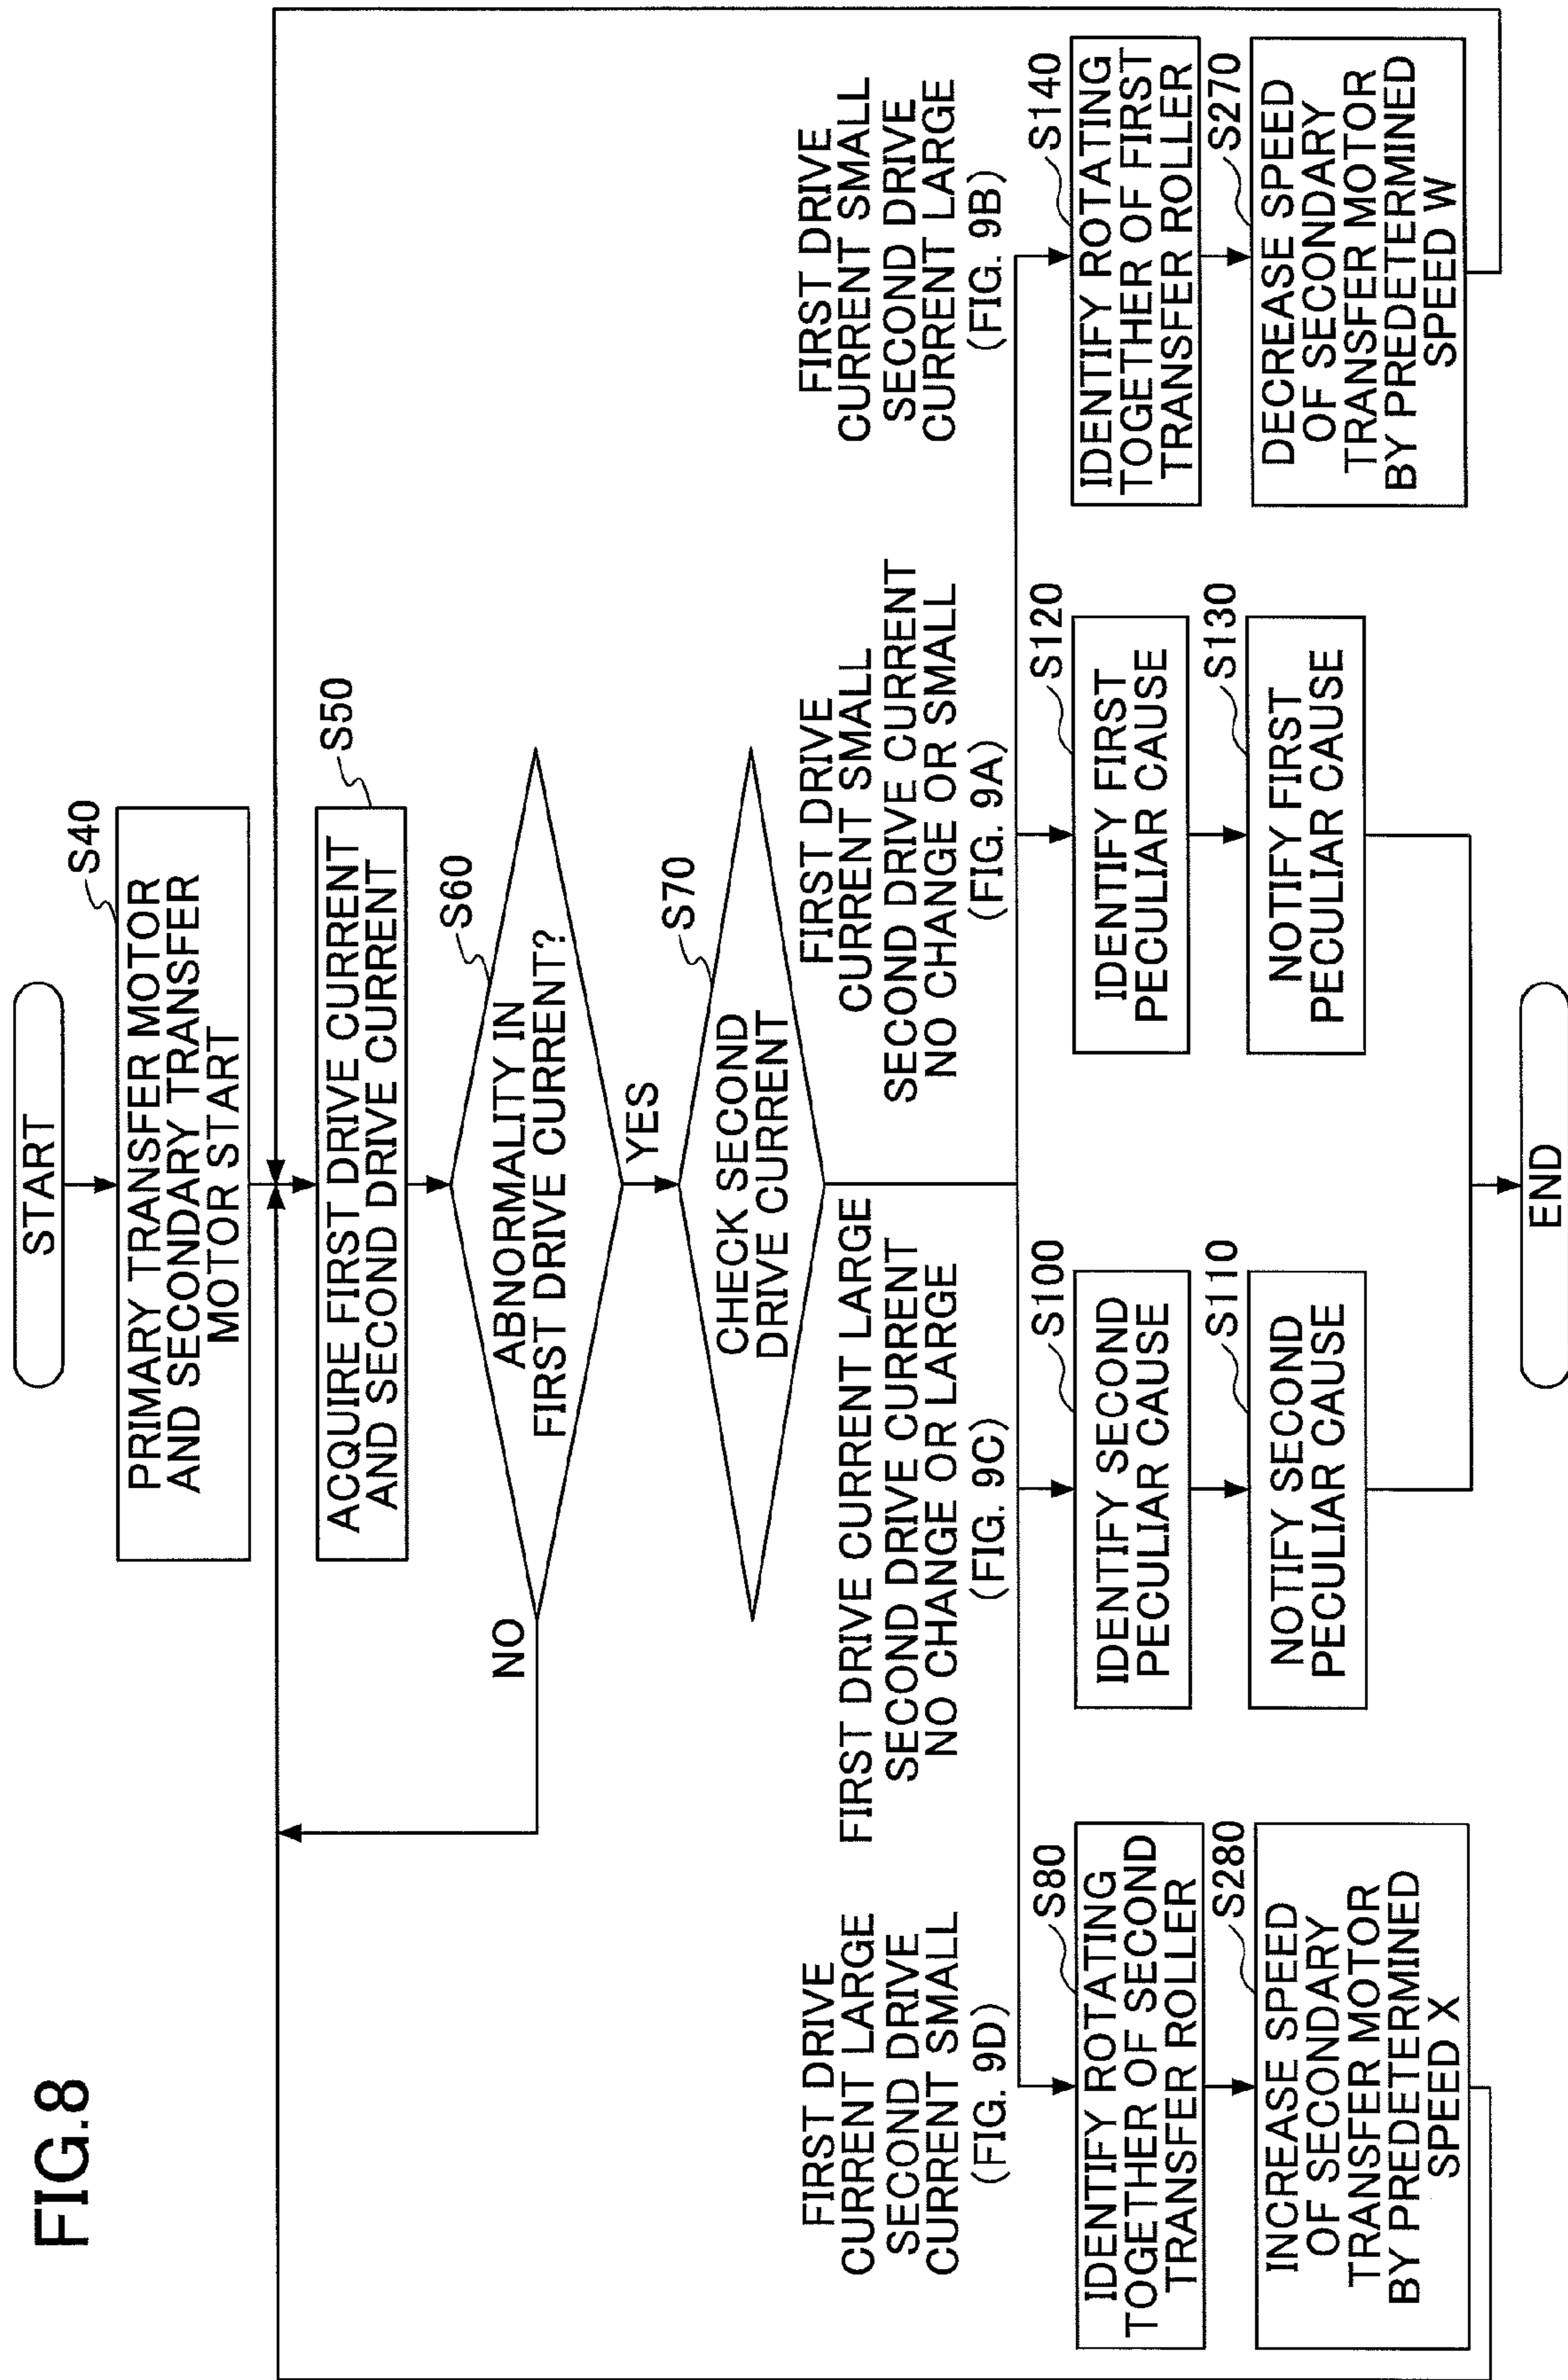 FIG.8
START
S40
PRIMARY TRANSFER MOTOR
AND SECONDARY TRANSFER
MOTOR START
S50
ACQUIRE FIRST DRIVE CURRENT
AND SECOND DRIVE CURRENT
S60
ABNORMALITY IN
FIRST DRIVE CURRENT?
NO
YES
S70
CHECK SECOND
DRIVE CURRENT
FIRST DRIVE
CURRENT LARGE
SECOND DRIVE
CURRENT SMALL
(FIG. 9D)
S80
IDENTIFY ROTATING
TOGETHER OF SECOND
TRANSFER ROLLER
S280
INCREASE SPEED
OF SECONDARY
TRANSFER MOTOR
BY PREDETERMINED
SPEED X
FIRST DRIVE CURRENT LARGE
SECOND DRIVE CURRENT
NO CHANGE OR LARGE
(FIG. 9C)
S100
IDENTIFY SECOND
PECULIAR CAUSE
S110
NOTIFY SECOND
PECULIAR CAUSE
FIRST DRIVE
CURRENT SMALL
SECOND DRIVE CURRENT
NO CHANGE OR SMALL
(FIG. 9A)
S120
IDENTIFY FIRST
PECULIAR CAUSE
S130
NOTIFY FIRST
PECULIAR CAUSE
FIRST DRIVE
CURRENT SMALL
SECOND DRIVE
CURRENT LARGE
(FIG. 9B)
S140
IDENTIFY ROTATING
TOGETHER OF FIRST
TRANSFER ROLLER
S270
DECREASE SPEED
OF SECONDARY
TRANSFER MOTOR
BY PREDETERMINED
SPEED W
END